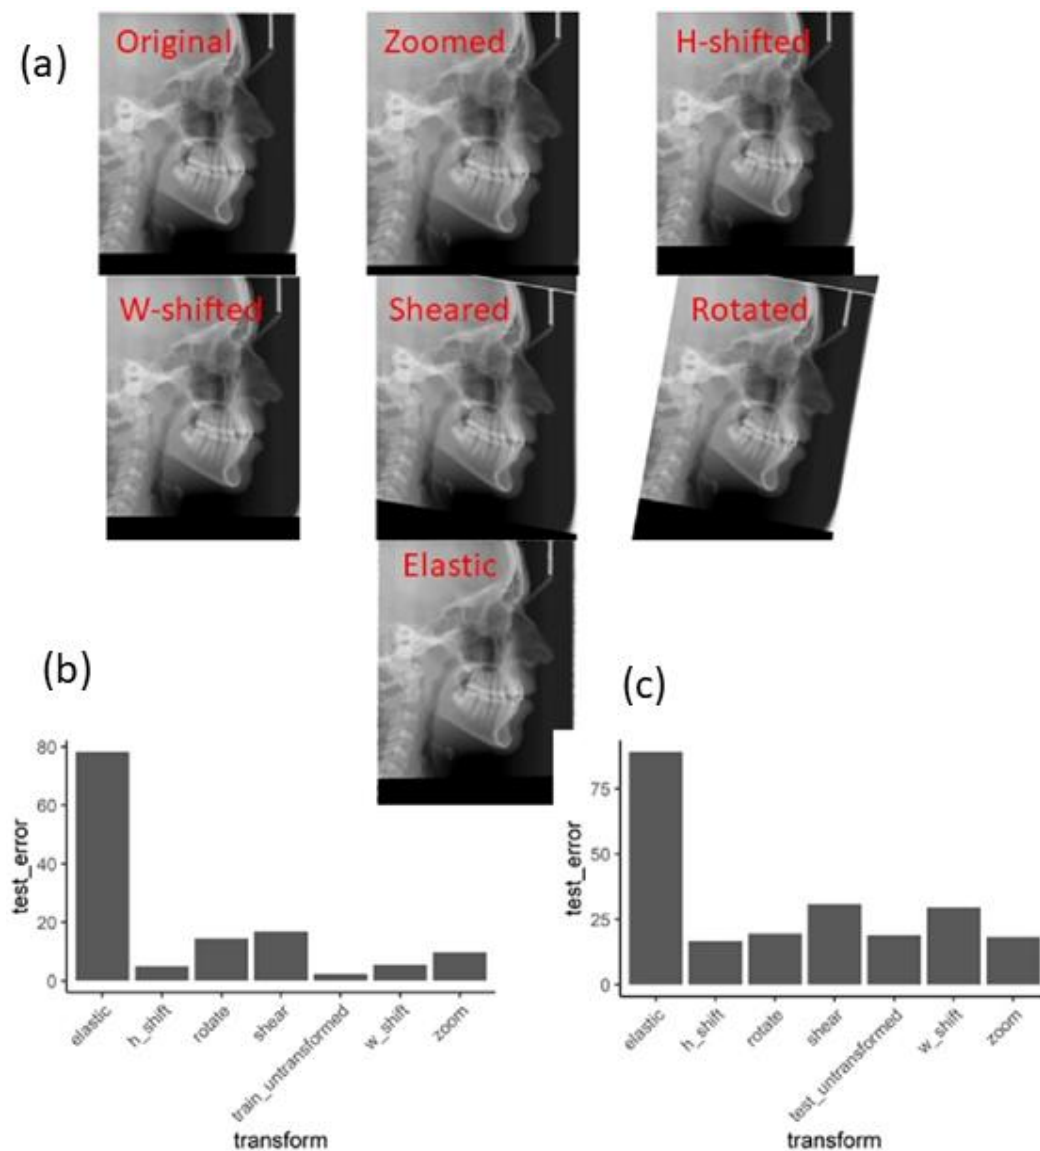 (a)
Original
Zoomed
H-shifted
W-shifted
Sheared
Rotated
Elastic
(b)
test_error
80
60
40
20
0
elastic
h_shift
rotate
shear
train_untransformed
w_shift
zoom
transform
(c)
test_error
75
50
25
0
elastic
h_shift
rotate
shear
test_untransformed
w_shift
zoom
transform